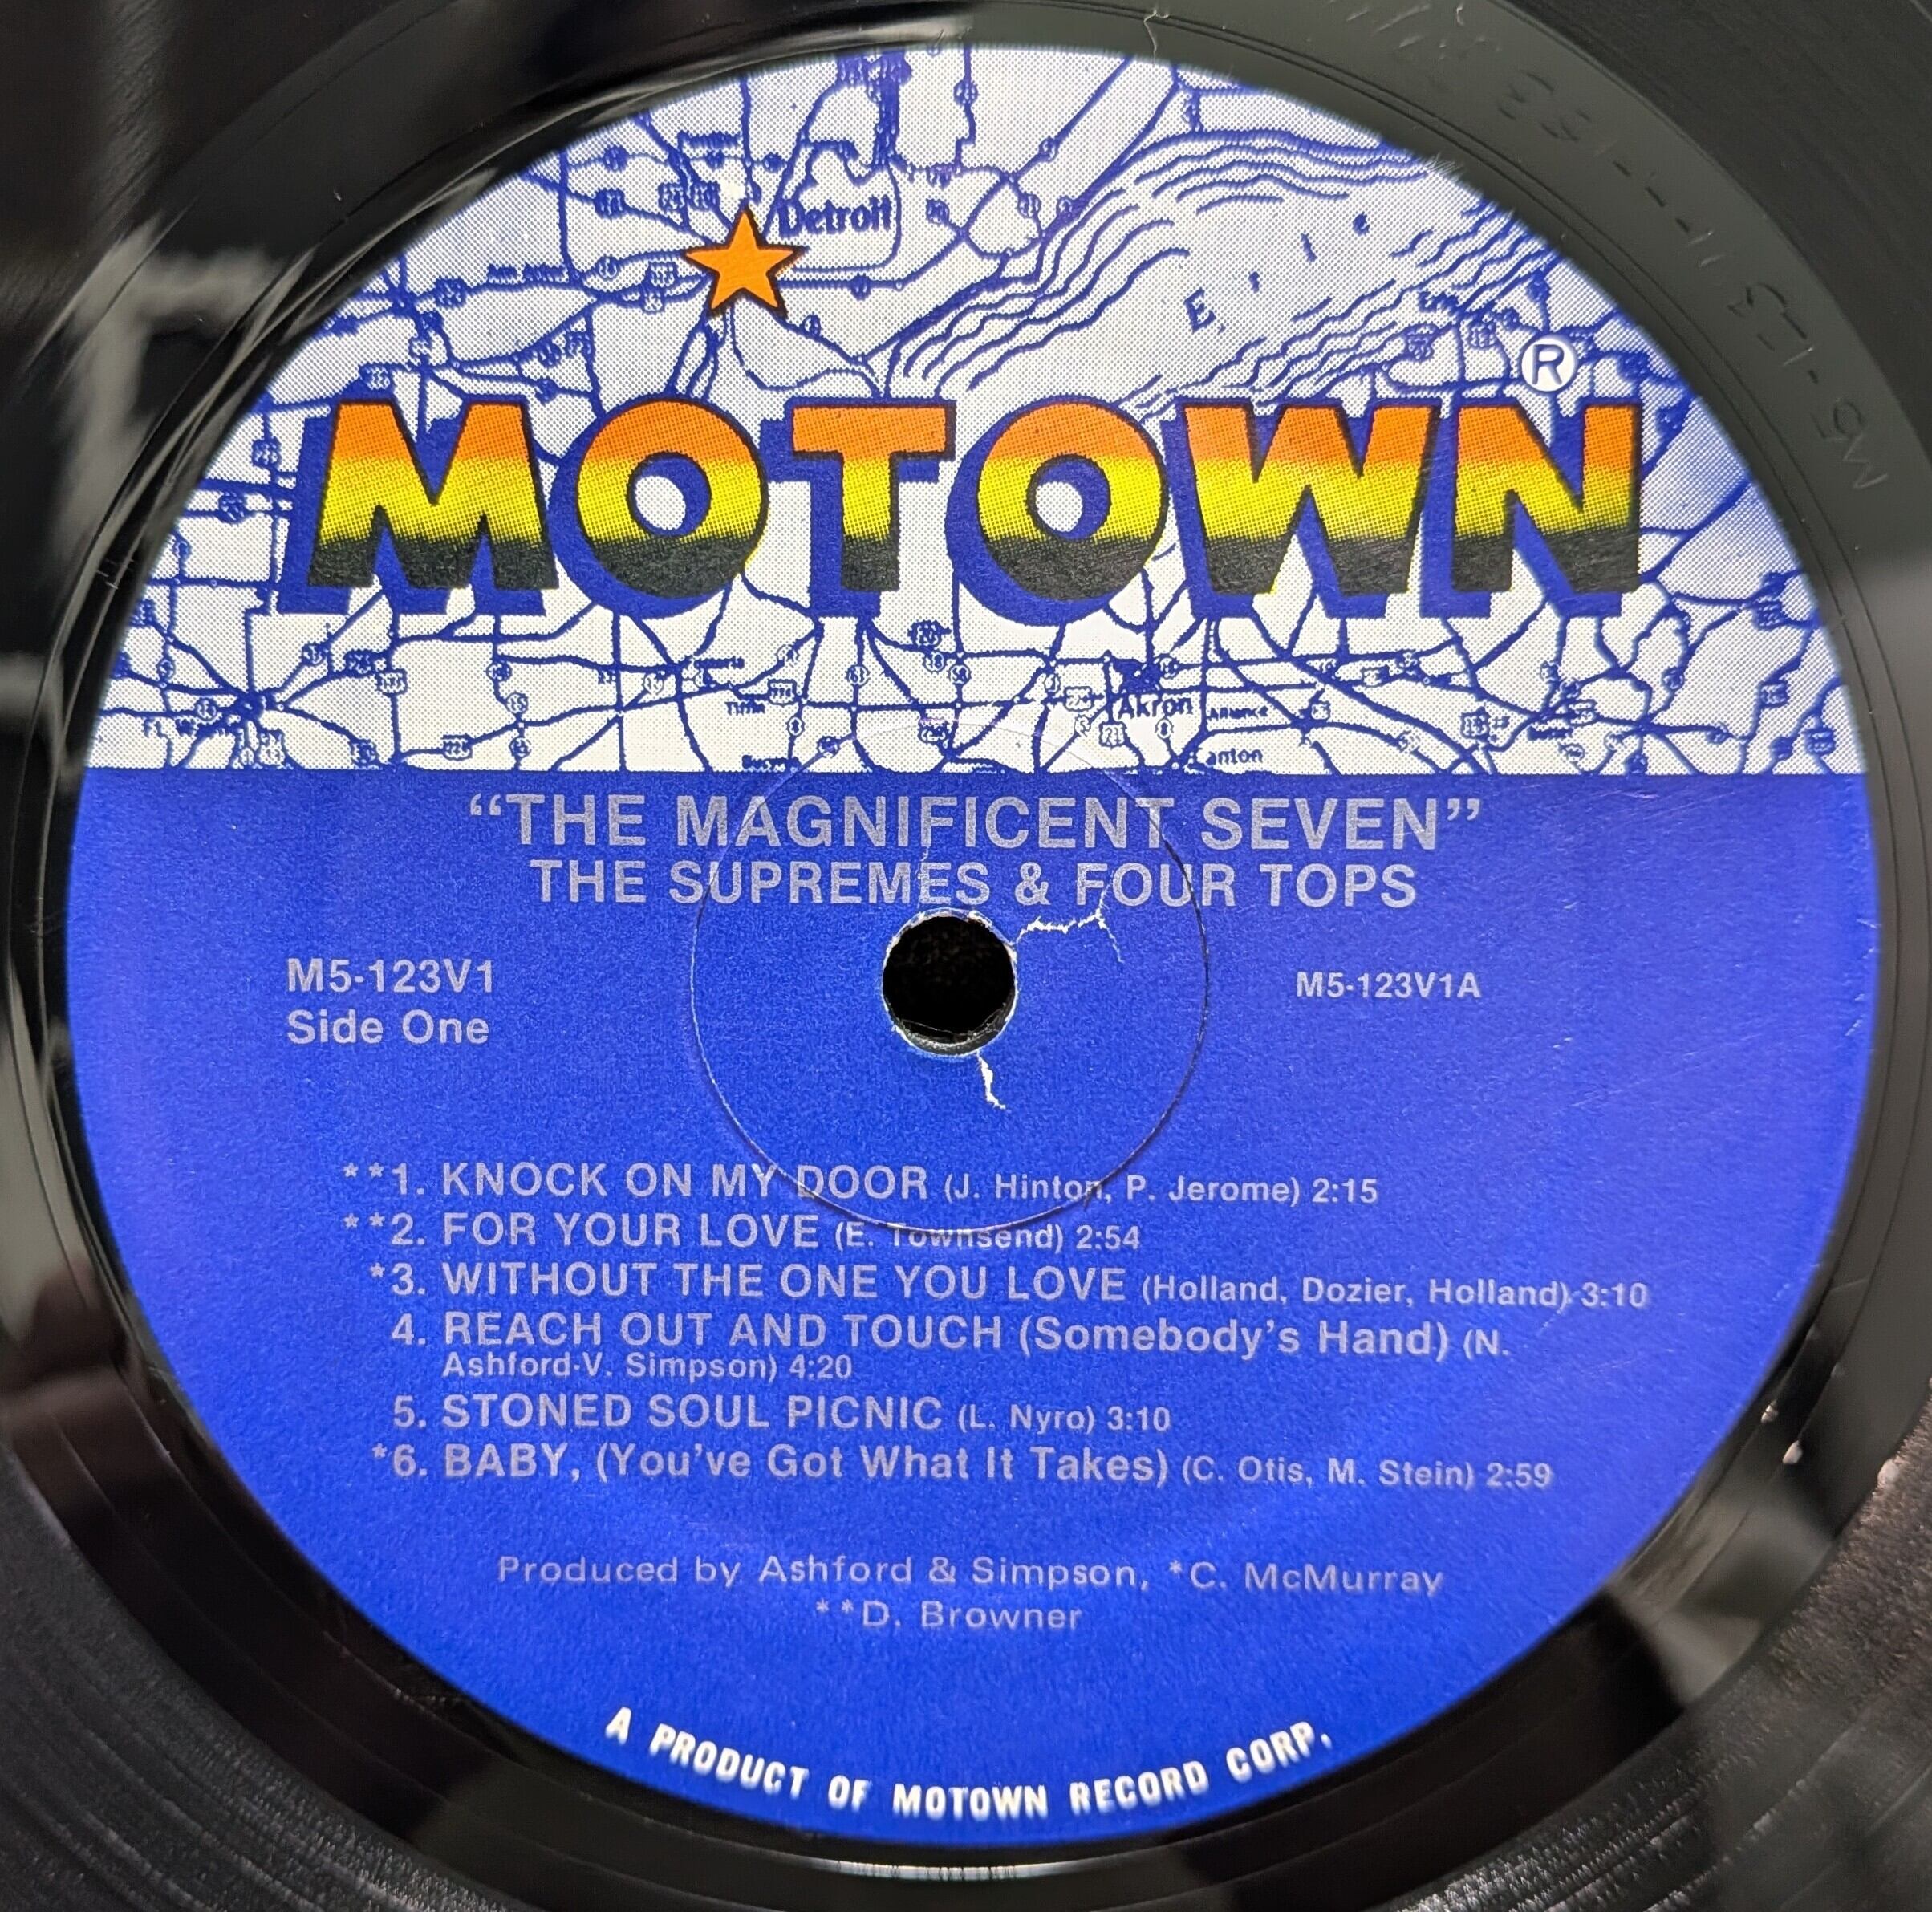 Detroit
Erie
®
MOTOWN
Tiffin
Akron
Alliance
Canton
“THE MAGNIFICENT SEVEN”
THE SUPREMES & FOUR TOPS
M5-123V1
Side One
M5-123V1A
**1. KNOCK ON MY DOOR (J. Hinton, P. Jerome) 2:15
**2. FOR YOUR LOVE (E. Townsend) 2:54
*3. WITHOUT THE ONE YOU LOVE (Holland, Dozier, Holland) 3:10
4. REACH OUT AND TOUCH (Somebody’s Hand) (N.
Ashford-V. Simpson) 4:20
5. STONED SOUL PICNIC (L. Nyro) 3:10
*6. BABY, (You’ve Got What It Takes) (C. Otis, M. Stein) 2:59
Produced by Ashford & Simpson, *C. McMurray
**D. Browner
A PRODUCT OF MOTOWN RECORD CORP.